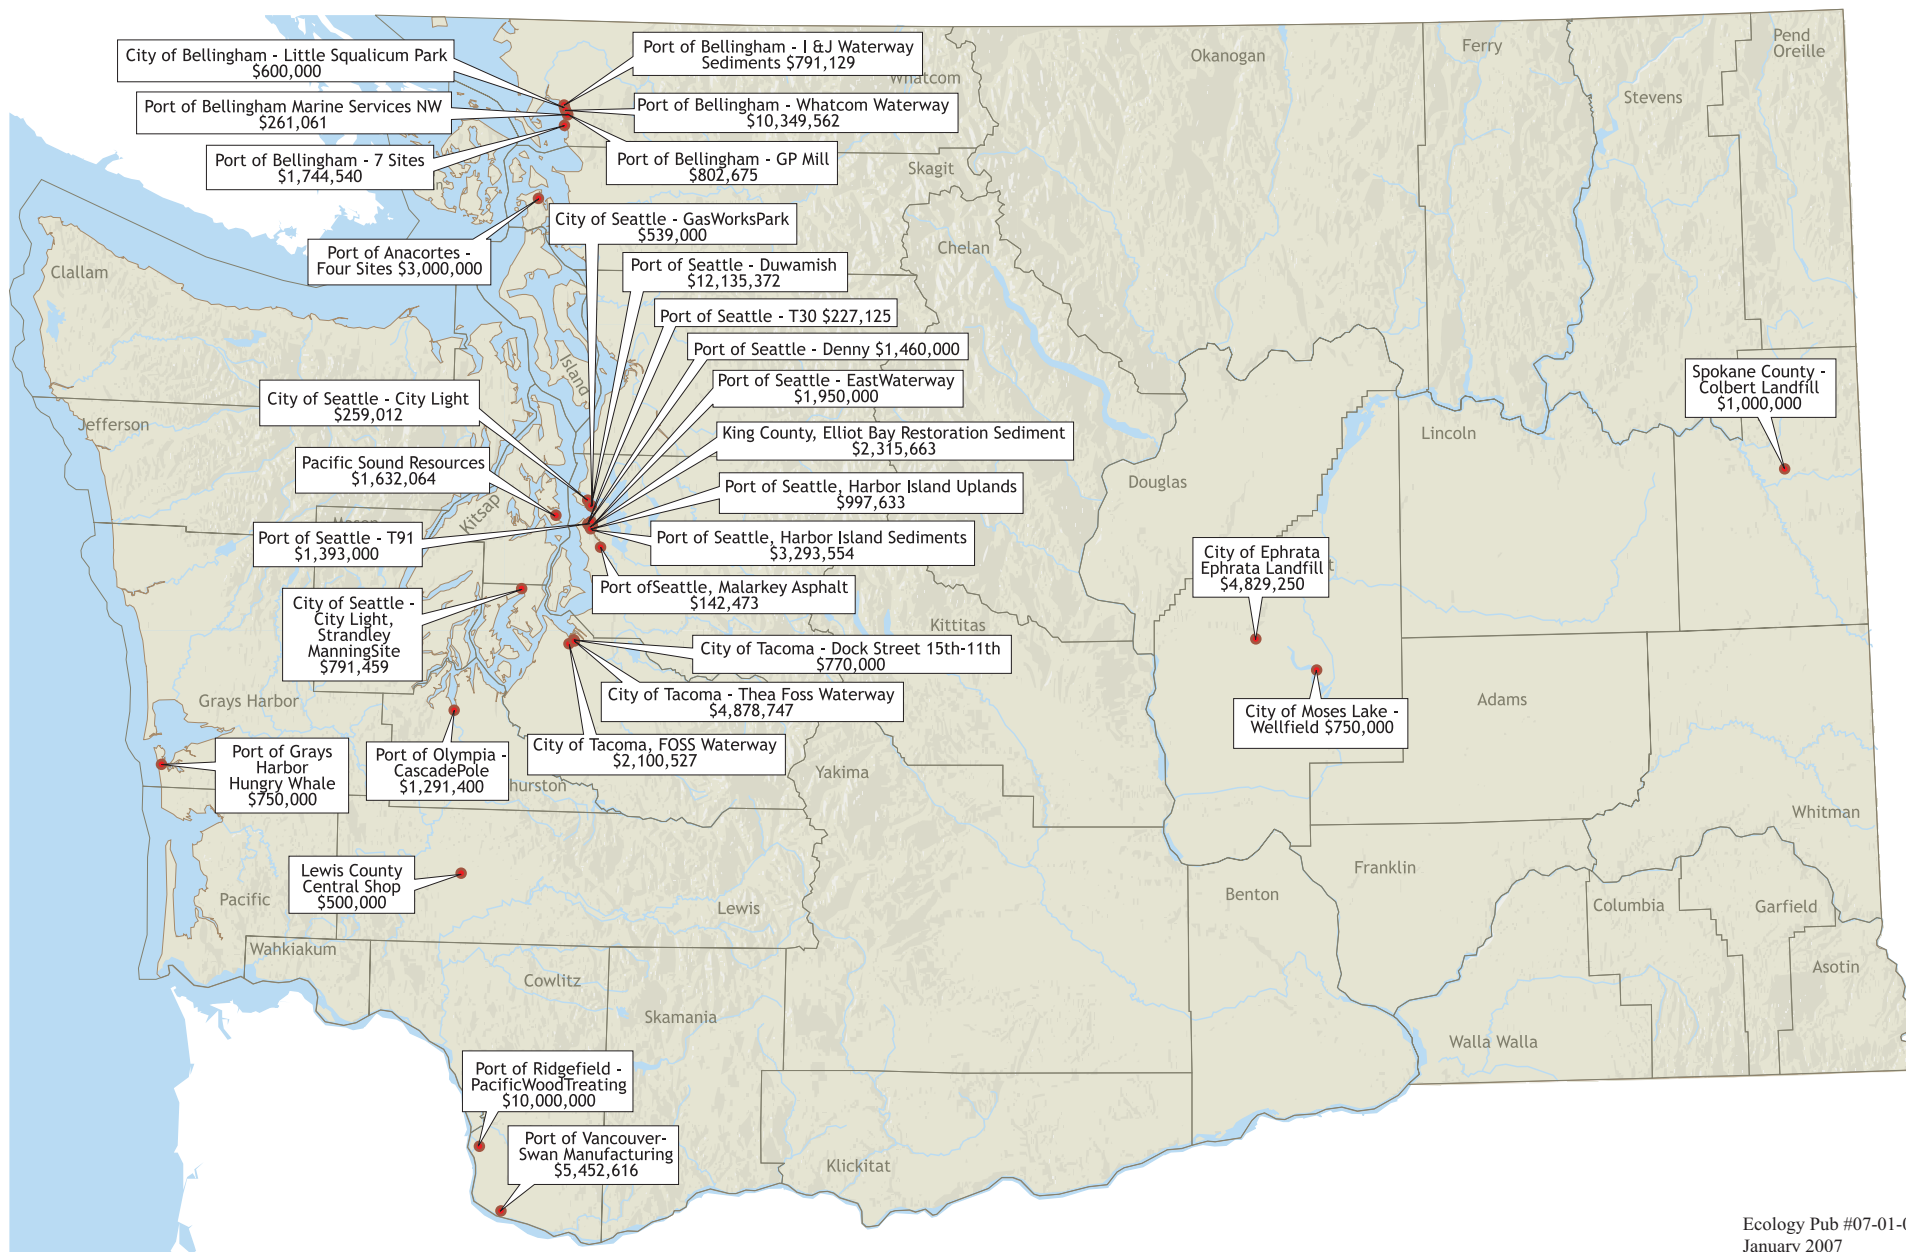 City of Bellingham - Little Squalicum Park
$600,000
Port of Bellingham - I &J Waterway
Sediments $791,129
Port of Bellingham Marine Services NW
$261,061
Port of Bellingham - Whatcom Waterway
$10,349,562
Port of Bellingham - 7 Sites
$1,744,540
Port of Bellingham - GP Mill
$802,675
Whatcom
Okanogan
Ferry
Pend
Oreille
Stevens
Skagit
City of Seattle - GasWorksPark
$539,000
Port of Anacortes -
Four Sites $3,000,000
Clallam
Chelan
Port of Seattle - Duwamish
$12,135,372
Port of Seattle - T30 $227,125
Port of Seattle - Denny $1,460,000
Island
City of Seattle - City Light
$259,012
Port of Seattle - EastWaterway
$1,950,000
Spokane County -
Colbert Landfill
$1,000,000
Jefferson
King County, Elliot Bay Restoration Sediment
$2,315,663
Lincoln
Pacific Sound Resources
$1,632,064
Port of Seattle, Harbor Island Uplands
$997,633
Douglas
Kitsap
Port of Seattle - T91
$1,393,000
Port of Seattle, Harbor Island Sediments
$3,293,554
City of Ephrata
Ephrata Landfill
$4,829,250
Port ofSeattle, Malarkey Asphalt
$142,473
City of Seattle -
City Light,
Strandley
ManningSite
$791,459
Kittitas
City of Tacoma - Dock Street 15th-11th
$770,000
Grays Harbor
City of Tacoma - Thea Foss Waterway
$4,878,747
Adams
City of Moses Lake -
Wellfield $750,000
Port of Grays
Harbor
Hungry Whale
$750,000
Port of Olympia -
CascadePole
$1,291,400
City of Tacoma, FOSS Waterway
$2,100,527
hurston
Yakima
Whitman
Lewis County
Central Shop
$500,000
Pacific
Lewis
Benton
Franklin
Columbia
Garfield
Wahkiakum
Cowlitz
Asotin
Skamania
Walla Walla
Port of Ridgefield -
PacificWoodTreating
$10,000,000
Port of Vancouver-
Swan Manufacturing
$5,452,616
Klickitat
Ecology Pub #07-01-0
January 2007